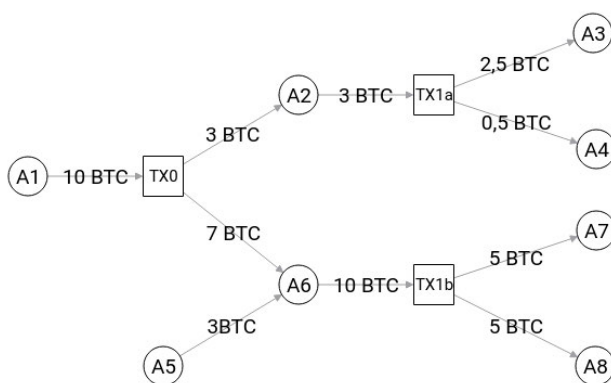 A3
2,5 BTC
A2
3 BTC
TX1a
0,5 BTC
3 BTC
A4
A1
10 BTC
TX0
7 BTC
A7
5 BTC
A6
10 BTC
TX1b
3BTC
5 BTC
A5
A8